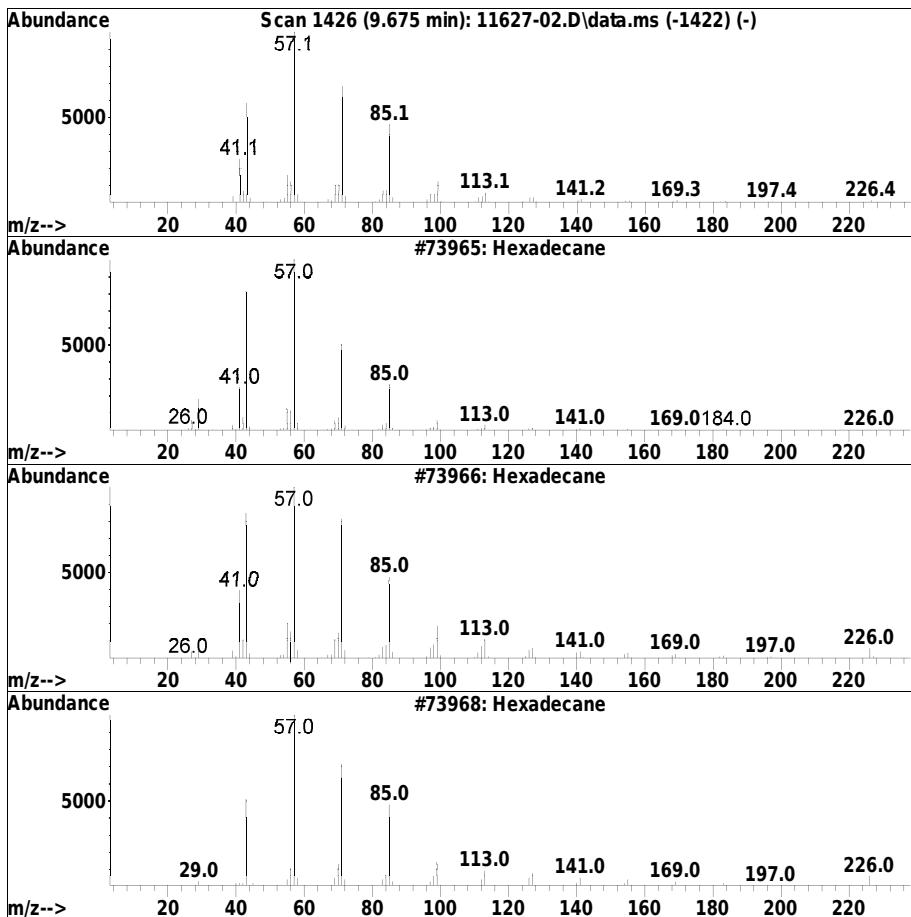 Abundance Scan 1426 (9.675 min): 11627-02.D\data.ms (-1422) (-)
57.1
5000 85.1
41.1
113.1 141.2 169.3 197.4 226.4
20 40 60 80 100 120 140 160 180 200 220
m/z-->
Abundance #73965: Hexadecane
57.0
5000
41.0 85.0
26.0 113.0 141.0 169.0 184.0 226.0
20 40 60 80 100 120 140 160 180 200 220
m/z-->
Abundance #73966: Hexadecane
57.0
5000 85.0
41.0
26.0 113.0 141.0 169.0 197.0 226.0
m/z--> 20 40 60 80 100 120 140 160 180 200 220
Abundance #73968: Hexadecane
57.0
5000 85.0
29.0 113.0 141.0 169.0 197.0 226.0
m/z--> 20 40 60 80 100 120 140 160 180 200 220